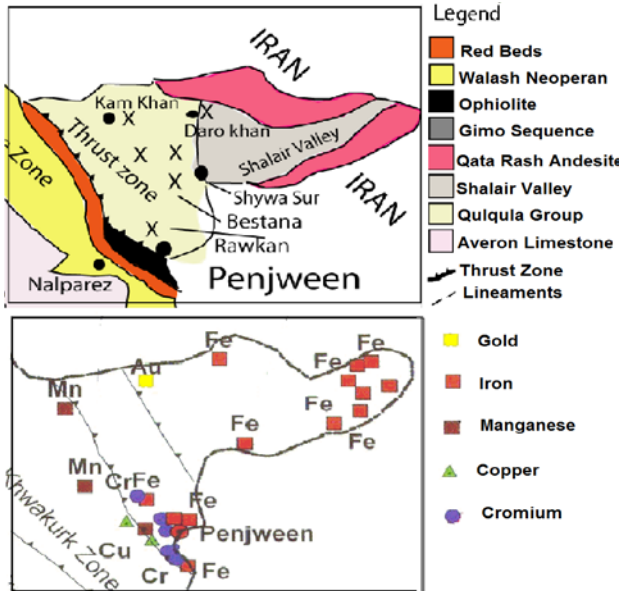 Legend
Red Beds
Walash Neoperan
Ophiolite
Gimo Sequence
Qata Rash Andesite
Shalair Valley
Qulqula Group
Averon Limestone
Thrust Zone
Lineaments
IRAN
Kam Khan
Daro khan
Thrust zone
Shalair Valley
IRAN
Zone
X
X
X
X
X
X
Shywa Sur
Bestana
Rawkan
Penjween
Nalparez
Gold
Iron
Manganese
Copper
Cromium
Fe
Fe
Au
Fe
Mn
Fe
Fe
Fe
Mn
CrFe
Fe
Penjween
Khwakurk Zone
Cu
Cr
Fe